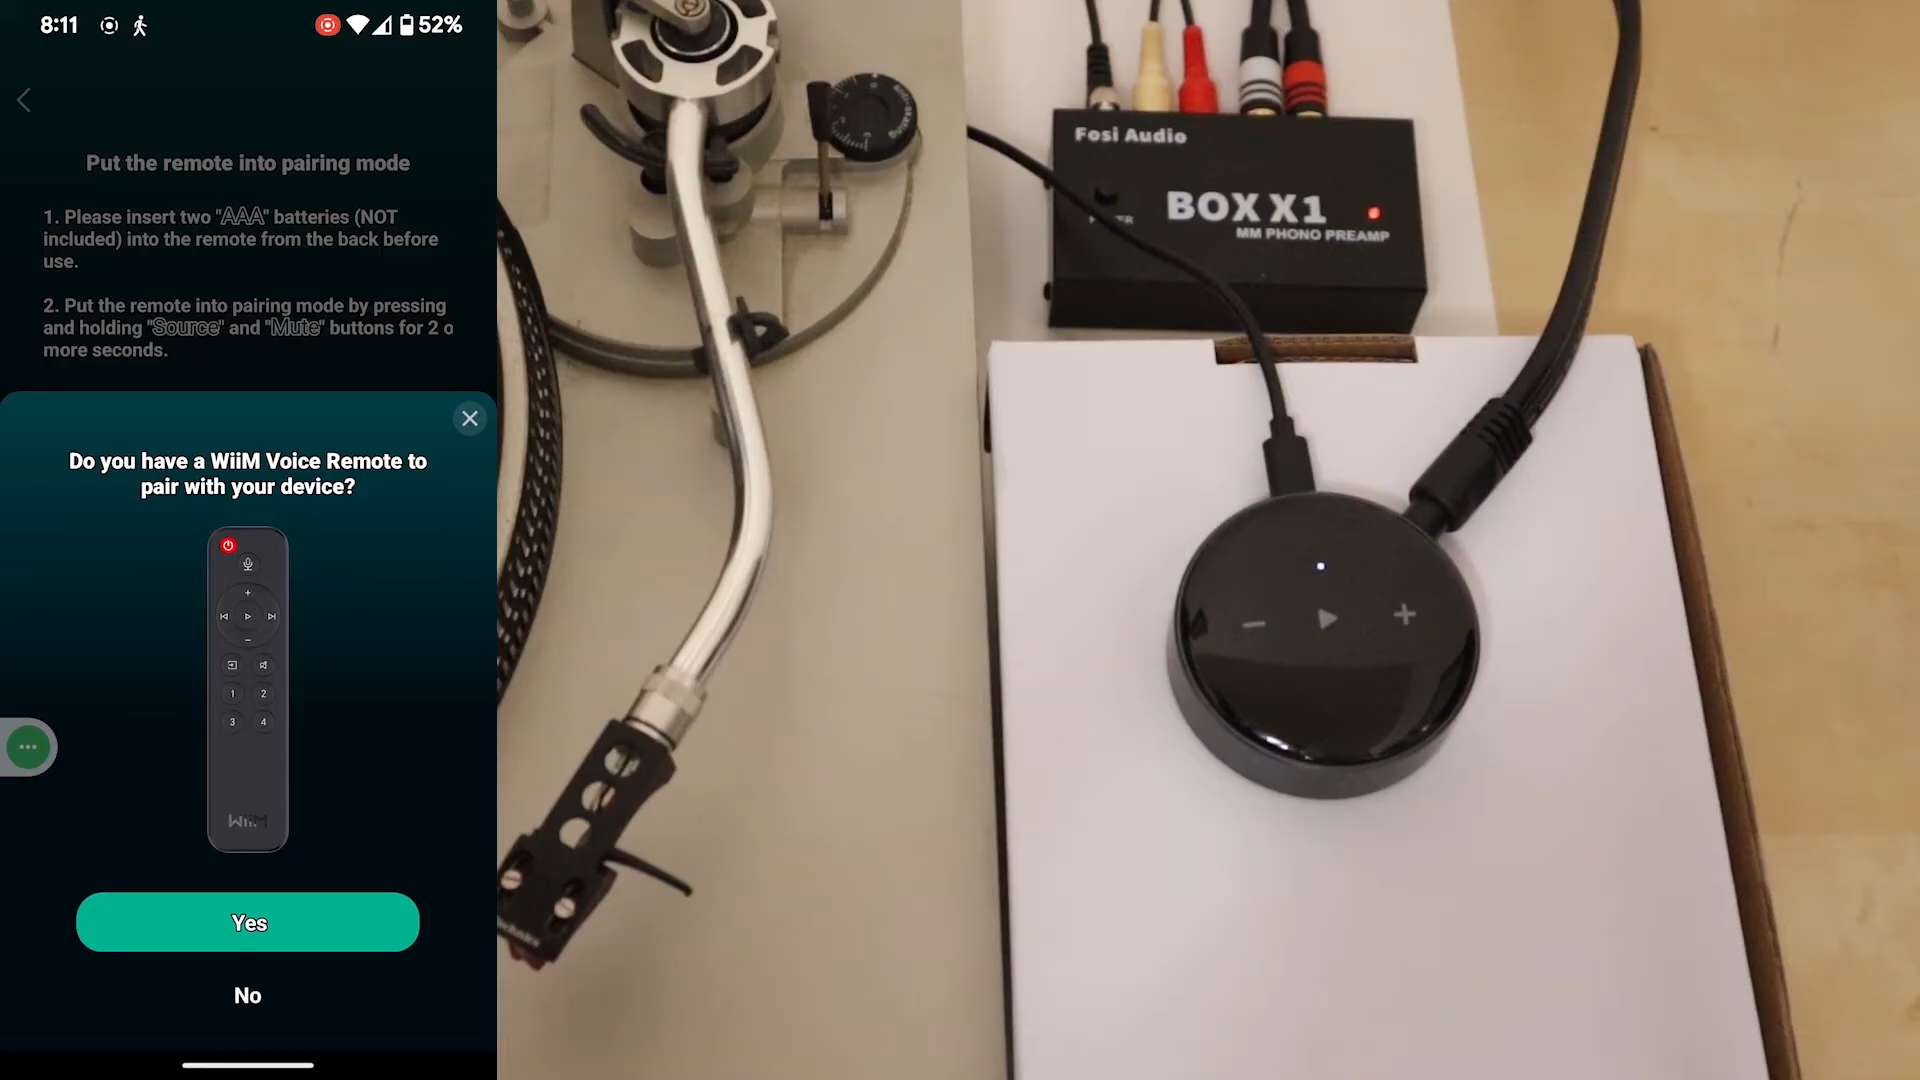 8:11
52%
Put the remote into pairing mode
1. Please insert two "AAA" batteries (NOT
included) into the remote from the back before
use.
2. Put the remote into pairing mode by pressing
and holding "Source" and "Mute" buttons for 2 o
more seconds.
Do you have a WiiM Voice Remote to
pair with your device?
1 2
3 4
WiiM
Yes
No
Fosi Audio
BOX X1
MM PHONO PREAMP